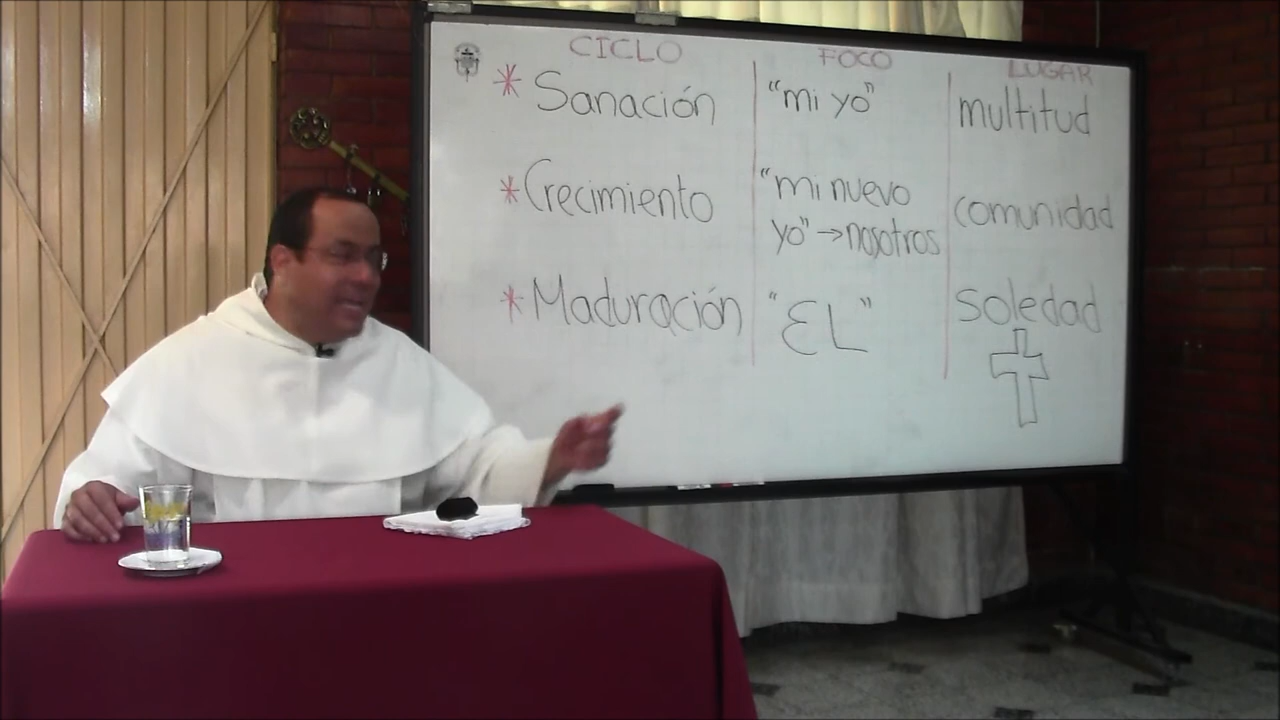 CICLO FOCO LUGAR
* Sanación "mi yo" multitud
* Crecimiento "mi nuevo yo" → nosotros comunidad
* Maduración "EL" soledad